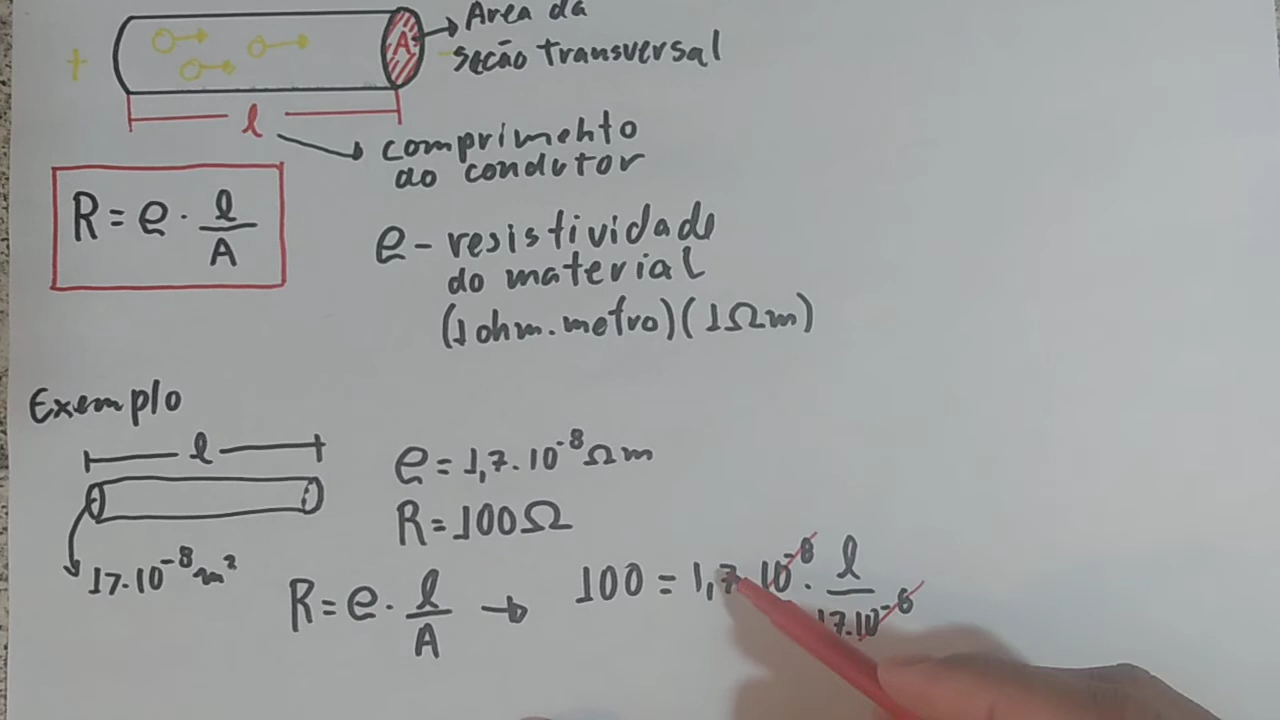 +
A
Area da
seção transversal
l
comprimento
do condutor
R = ρ · l/A
ρ - resistividade
do material
(1 ohm.metro) (1Ωm)
Exemplo
l
ρ = 1,7.10⁻⁸ Ωm
R = 100Ω
17.10⁻⁸ m²
R = ρ · l/A → 100 = 1,7 10⁻⁸ · l/17.10⁻⁸